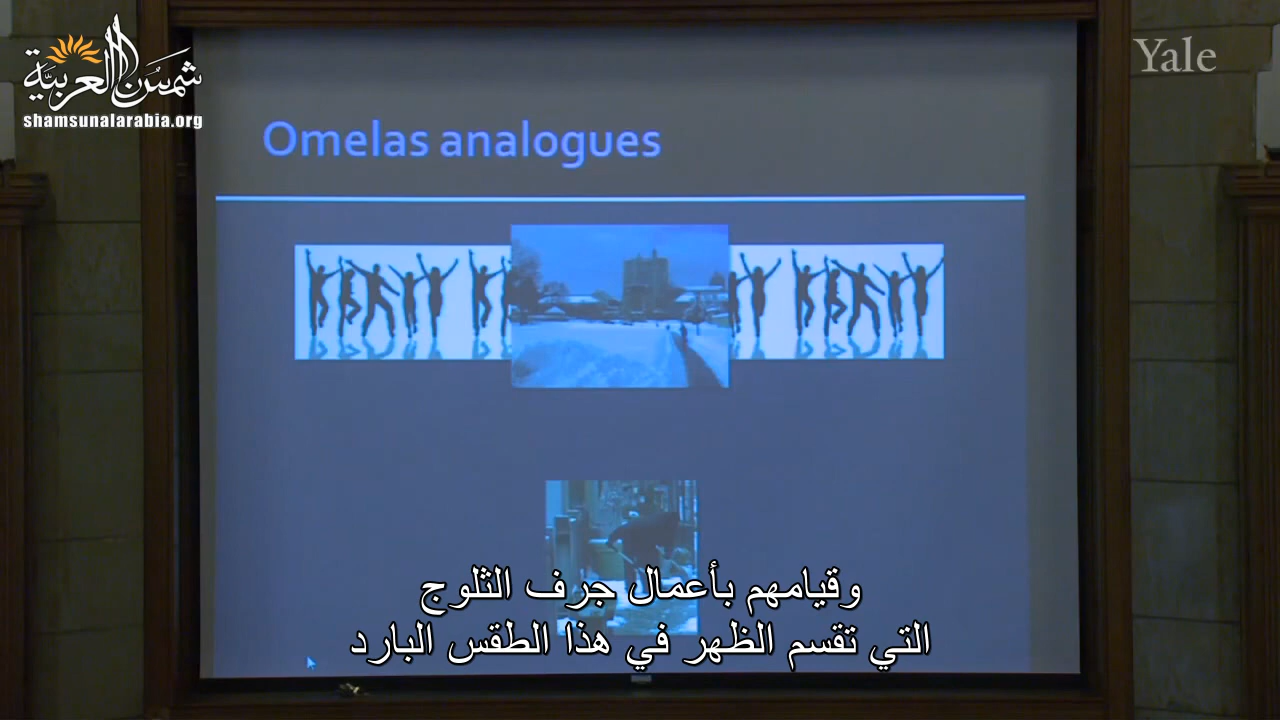 شمس العربية
shamsunalarabia.org
Yale
Omelas analogues
وقيامهم بأعمال جرف الثلوج
التي تقسم الظهر في هذا الطقس البارد